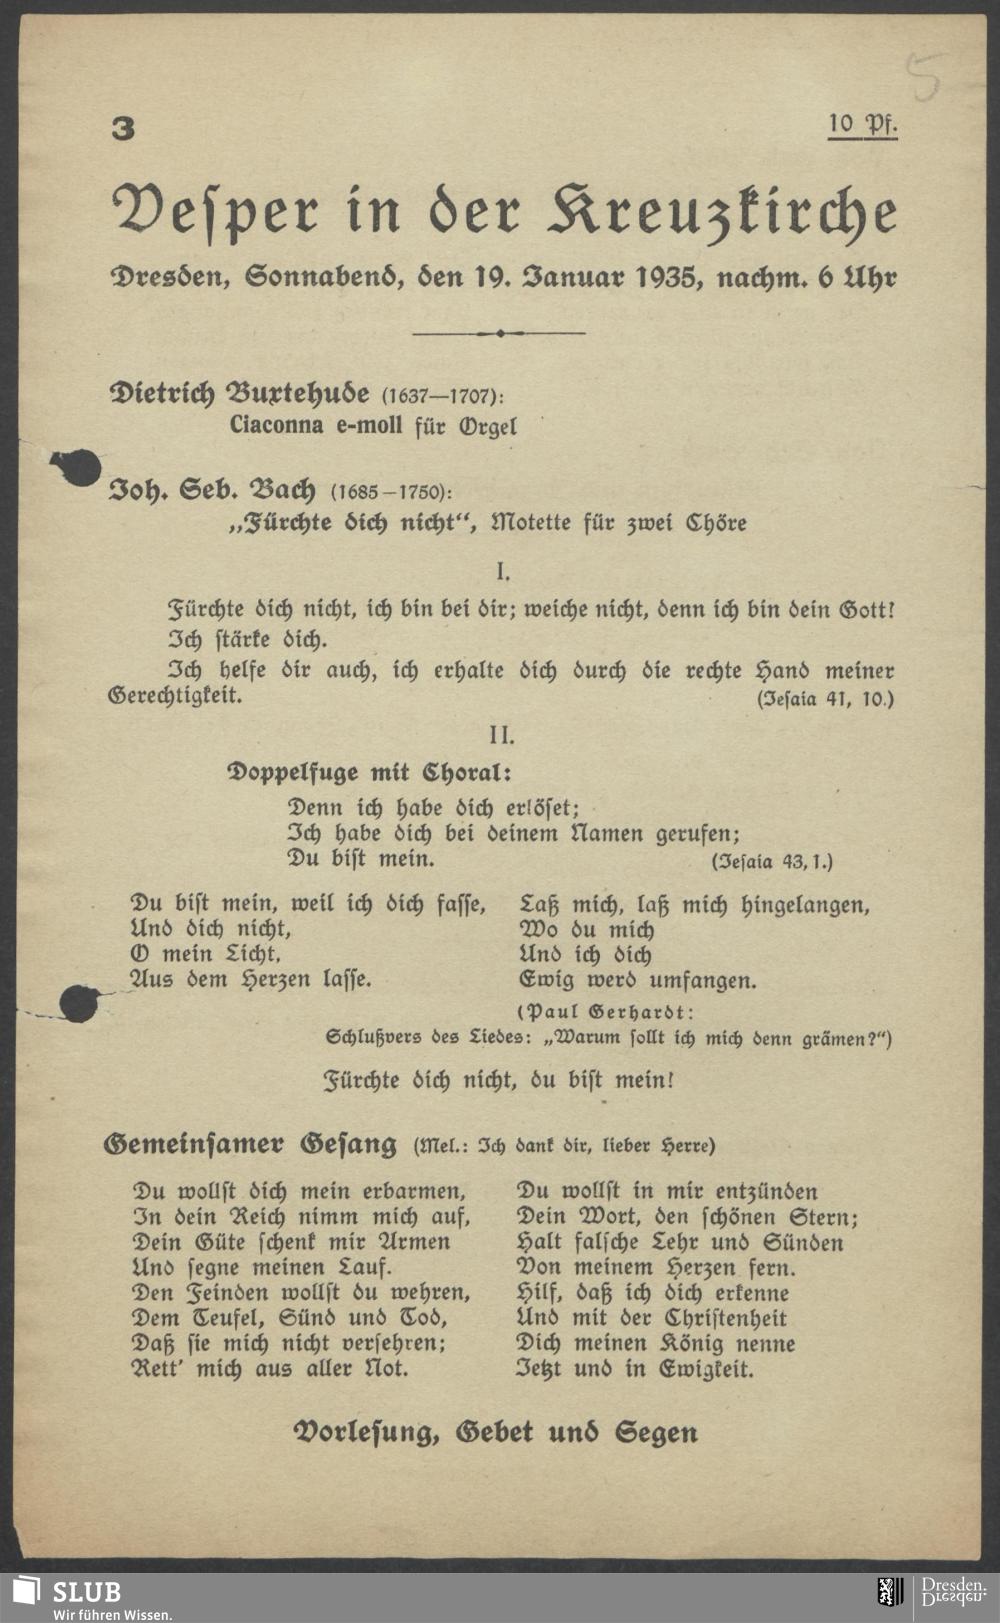 5
3
10 Pf.
Vesper in der Kreuzkirche
Dresden, Sonnabend, den 19. Januar 1935, nachm. 6 Uhr
Dietrich Buxtehude (1637—1707):
Ciaconna e-moll für Orgel
Joh. Seb. Bach (1685–1750):
„Fürchte dich nicht“, Motette für zwei Chöre
I.
Fürchte dich nicht, ich bin bei dir; weiche nicht, denn ich bin dein Gott!
Ich stärke dich.
Ich helfe dir auch, ich erhalte dich durch die rechte Hand meiner
Gerechtigkeit. (Jesaia 41, 10.)
II.
Doppelfuge mit Choral:
Denn ich habe dich erlöset;
Ich habe dich bei deinem Namen gerufen;
Du bist mein. (Jesaia 43, 1.)
Du bist mein, weil ich dich fasse,
Und dich nicht,
O mein Licht,
Aus dem Herzen lasse.
Laß mich, laß mich hingelangen,
Wo du mich
Und ich dich
Ewig werd umfangen.
(Paul Gerhardt:
Schlußvers des Liedes: „Warum sollt ich mich denn grämen?“)
Fürchte dich nicht, du bist mein!
Gemeinsamer Gesang (Mel.: Ich dank dir, lieber Herre)
Du wollst dich mein erbarmen,
In dein Reich nimm mich auf,
Dein Güte schenk mir Armen
Und segne meinen Lauf.
Den Feinden wollst du wehren,
Dem Teufel, Sünd und Tod,
Daß sie mich nicht versehren;
Rett' mich aus aller Not.
Du wollst in mir entzünden
Dein Wort, den schönen Stern;
Halt falsche Lehr und Sünden
Von meinem Herzen fern.
Hilf, daß ich dich erkenne
Und mit der Christenheit
Dich meinen König nenne
Jetzt und in Ewigkeit.
Vorlesung, Gebet und Segen
SLUB
Wir führen Wissen.
Dresden.
Dresden.